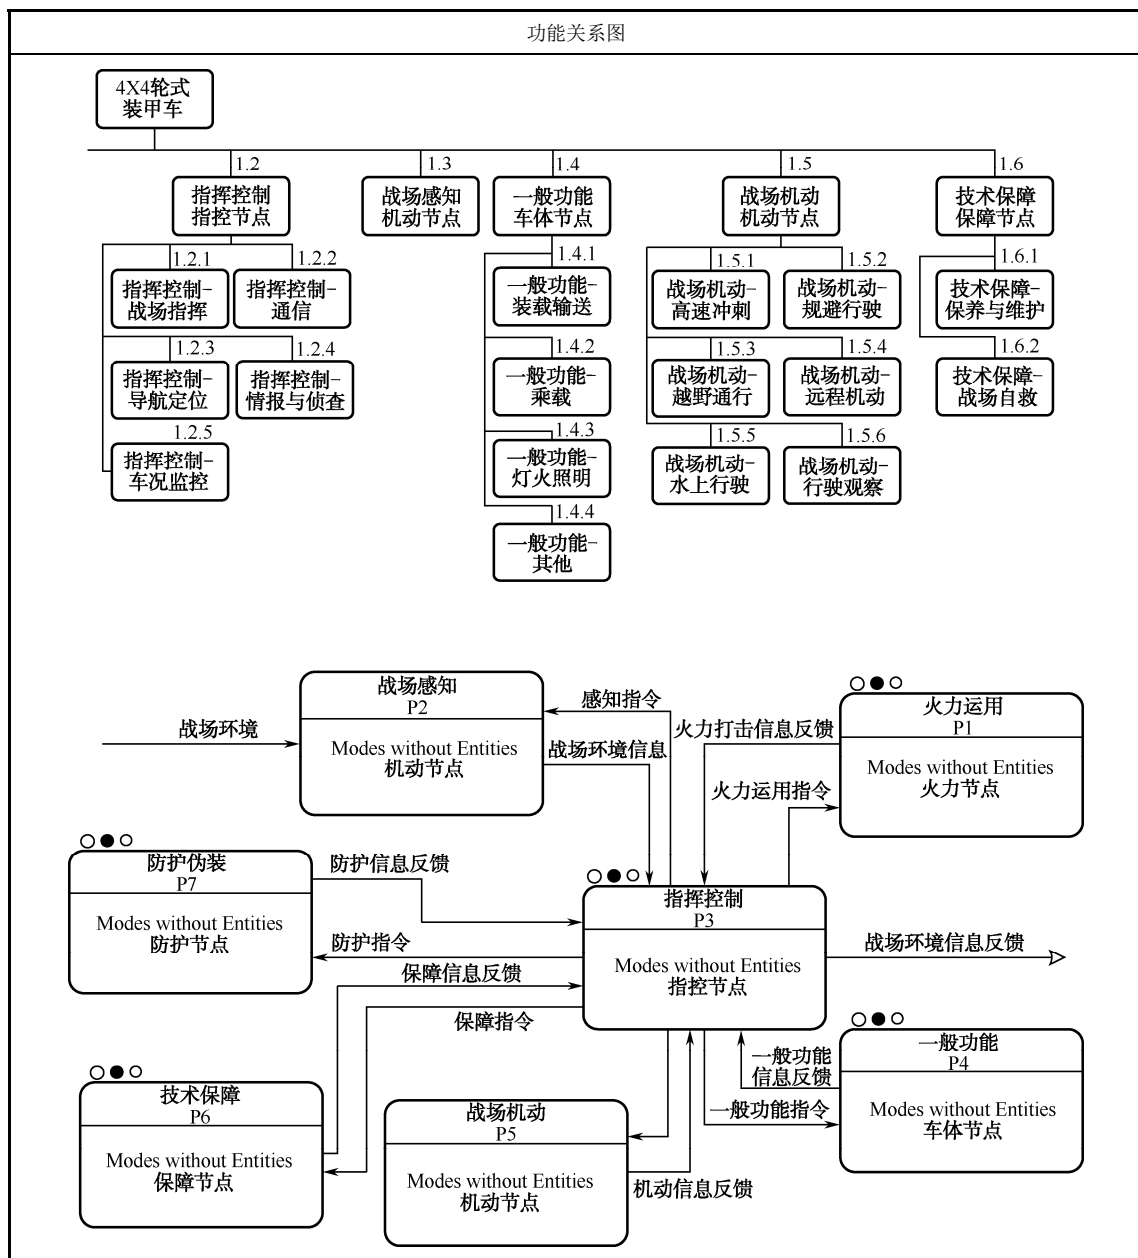 功能关系图
4X4轮式
装甲车
1.2
指挥控制
指控节点
1.3
战场感知
机动节点
1.4
一般功能
车体节点
1.5
战场机动
机动节点
1.6
技术保障
保障节点
1.2.1
指挥控制-
战场指挥
1.2.2
指挥控制-
通信
1.2.3
指挥控制-
导航定位
1.2.4
指挥控制-
情报与侦查
1.2.5
指挥控制-
车况监控
1.4.1
一般功能-
装载输送
1.4.2
一般功能-
乘载
1.4.3
一般功能-
灯火照明
1.4.4
一般功能-
其他
1.5.1
战场机动-
高速冲刺
1.5.2
战场机动-
规避行驶
1.5.3
战场机动-
越野通行
1.5.4
战场机动-
远程机动
1.5.5
战场机动-
水上行驶
1.5.6
战场机动-
行驶观察
1.6.1
技术保障-
保养与维护
1.6.2
技术保障-
战场自救
战场环境
战场感知
P2
Modes without Entities
机动节点
感知指令
战场环境信息
火力打击信息反馈
火力运用指令
火力运用
P1
Modes without Entities
火力节点
防护伪装
P7
Modes without Entities
防护节点
防护信息反馈
防护指令
保障信息反馈
保障指令
指挥控制
P3
Modes without Entities
指控节点
战场环境信息反馈
一般功能
信息反馈
一般功能指令
一般功能
P4
Modes without Entities
车体节点
技术保障
P6
Modes without Entities
保障节点
战场机动
P5
Modes without Entities
机动节点
机动信息反馈